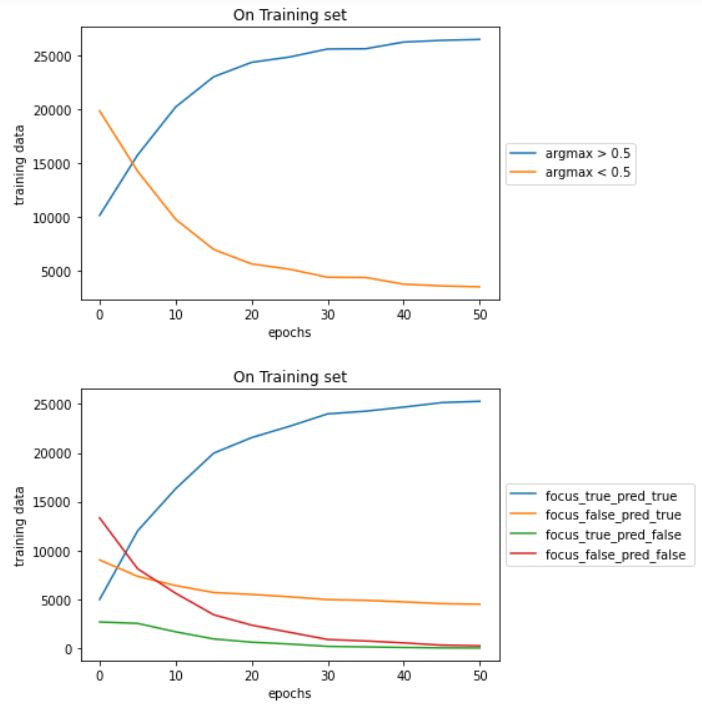 On Training set
25000
20000
15000
10000
5000
training data
0 10 20 30 40 50
epochs
argmax > 0.5
argmax < 0.5
On Training set
25000
20000
15000
10000
5000
0
training data
0 10 20 30 40 50
epochs
focus_true_pred_true
focus_false_pred_true
focus_true_pred_false
focus_false_pred_false